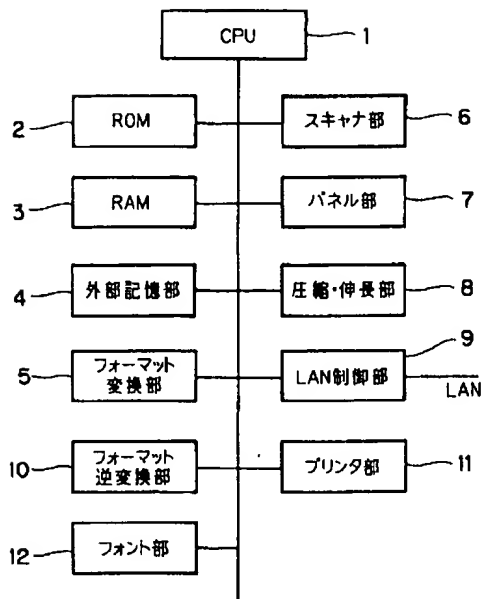 CPU
1
2
ROM
スキャナ部
6
3
RAM
パネル部
7
4
外部記憶部
圧縮・伸長部
8
5
フォーマット
変換部
LAN制御部
9
LAN
10
フォーマット
逆変換部
プリンタ部
11
12
フォント部